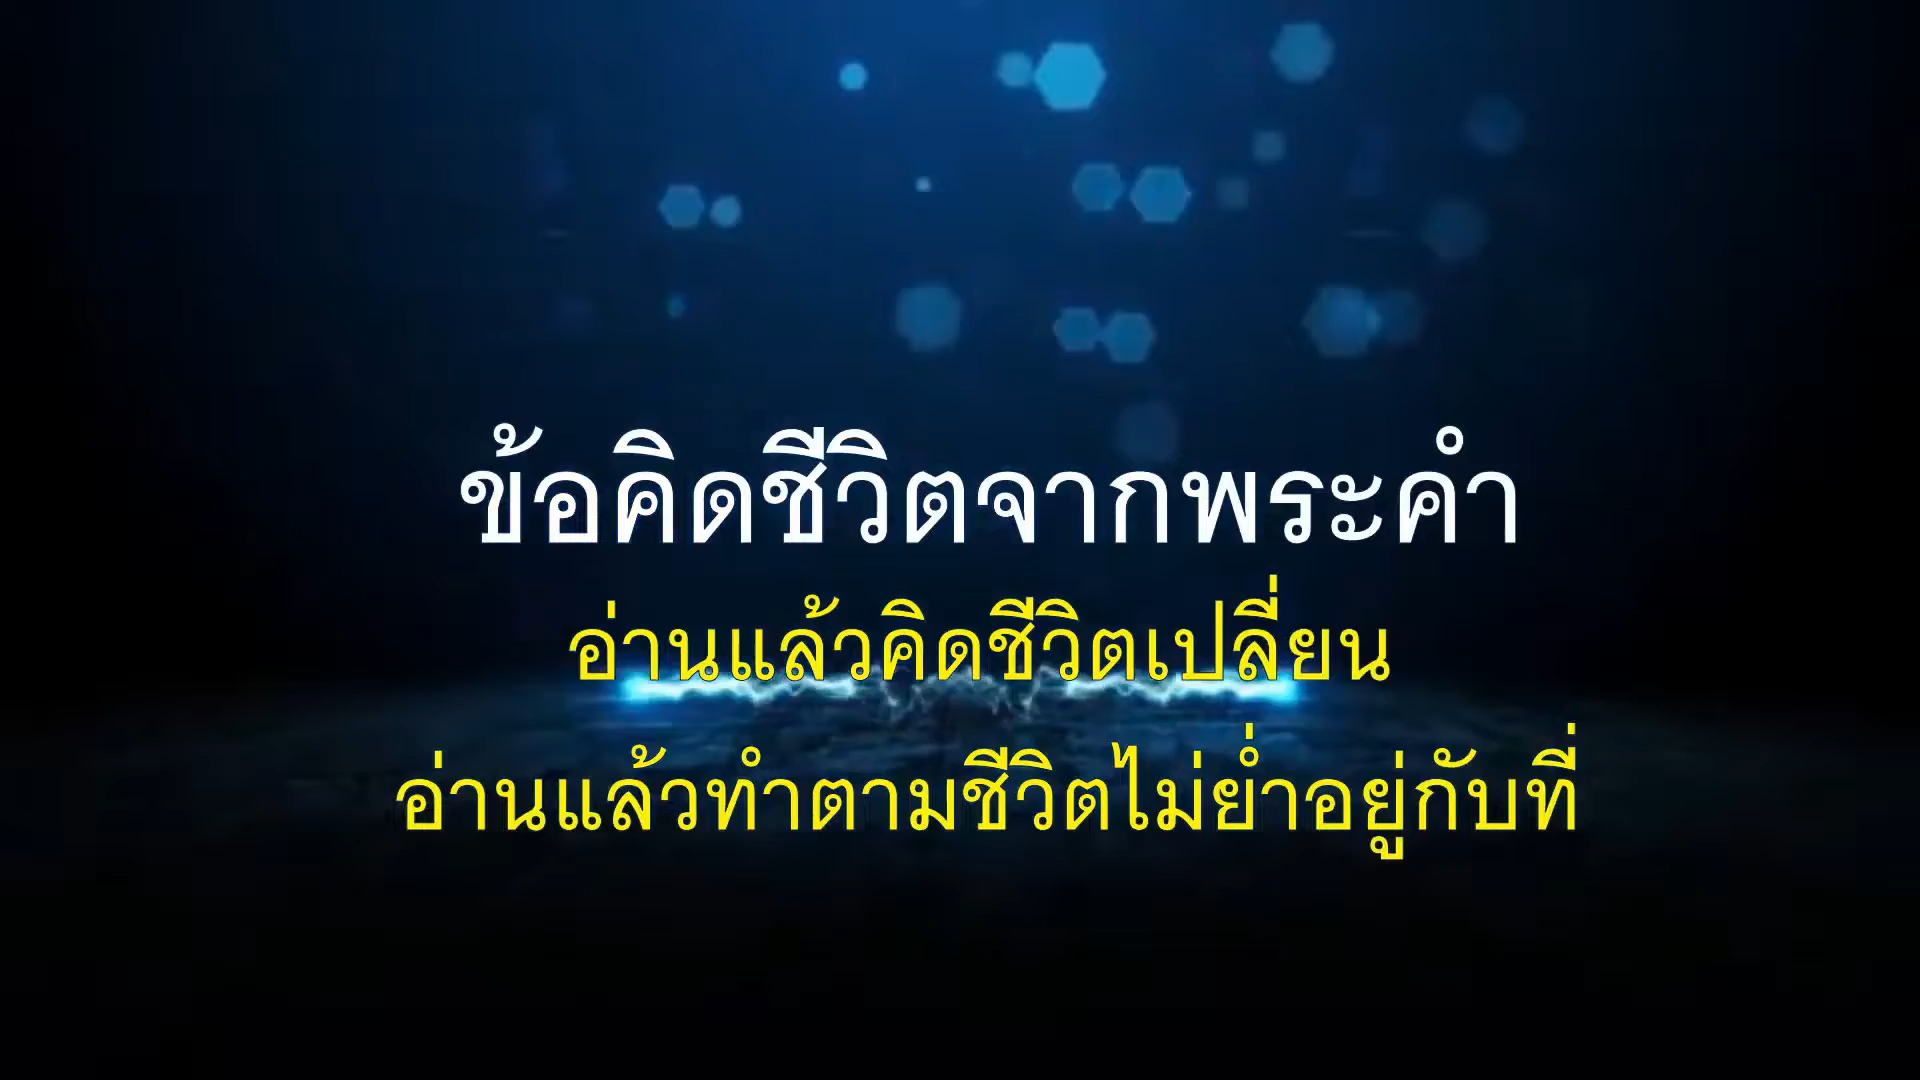 ข้อคิดชีวิตจากพระคำ
อ่านแล้วคิดชีวิตเปลี่ยน
อ่านแล้วทำตามชีวิตไม่ย่ำอยู่กับที่